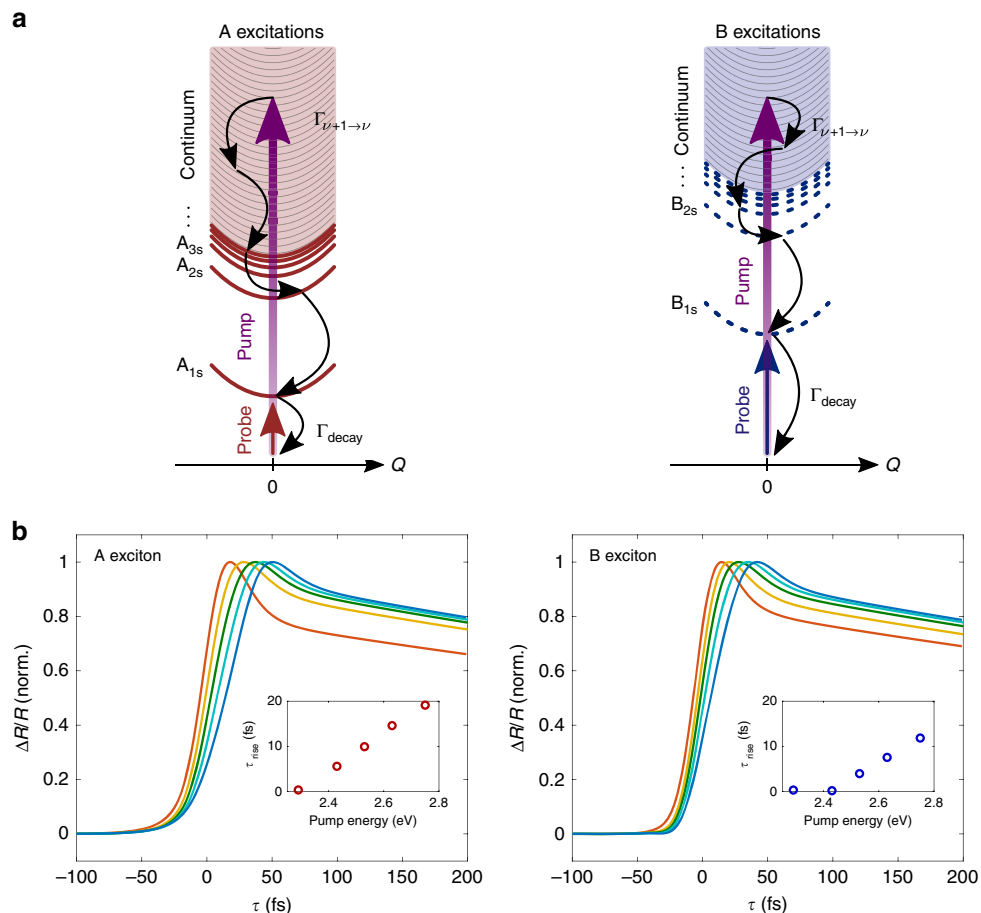 a
A excitations
B excitations
Continuum
Γν+1→ν
...
A3s
A2s
Pump
A1s
Probe
Γdecay
Q
0
Continuum
Γν+1→ν
...
B2s
Pump
B1s
Probe
Γdecay
Q
0
b
A exciton
ΔR/R (norm.)
1
0.8
0.6
0.4
0.2
0
−100
−50
0
50
100
150
200
τ (fs)
τrise (fs)
20
10
0
2.4
2.6
2.8
Pump energy (eV)
B exciton
ΔR/R (norm.)
1
0.8
0.6
0.4
0.2
0
−100
−50
0
50
100
150
200
τ (fs)
τrise (fs)
20
10
0
2.4
2.6
2.8
Pump energy (eV)